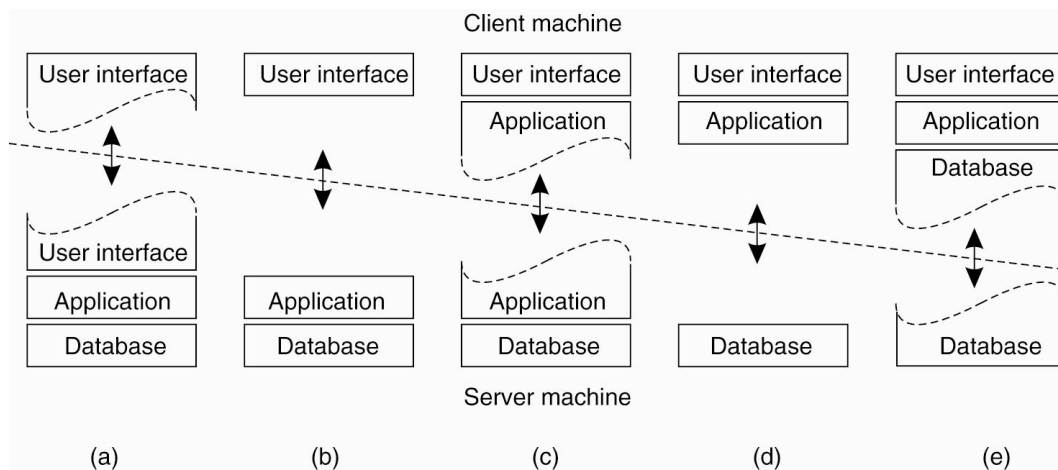 Client machine
User interface User interface User interface User interface User interface
Application Application Application
Database
User interface
Application Application Application
Database Database Database Database Database
Server machine
(a) (b) (c) (d) (e)